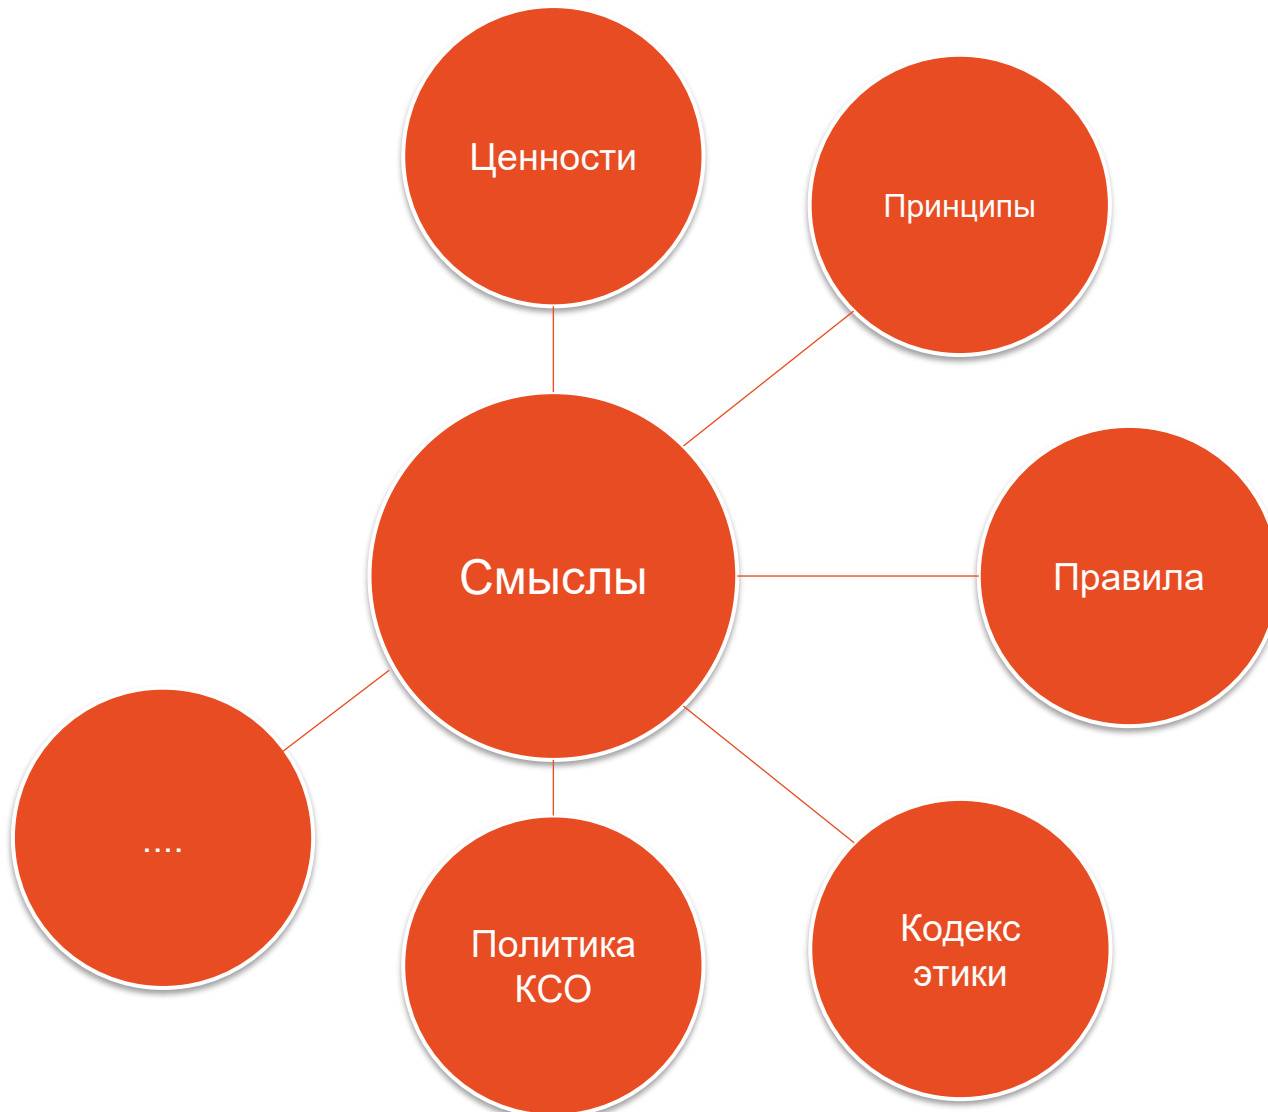 Ценности
Принципы
Смыслы
Правила
....
Политика
КСО
Кодекс
этики